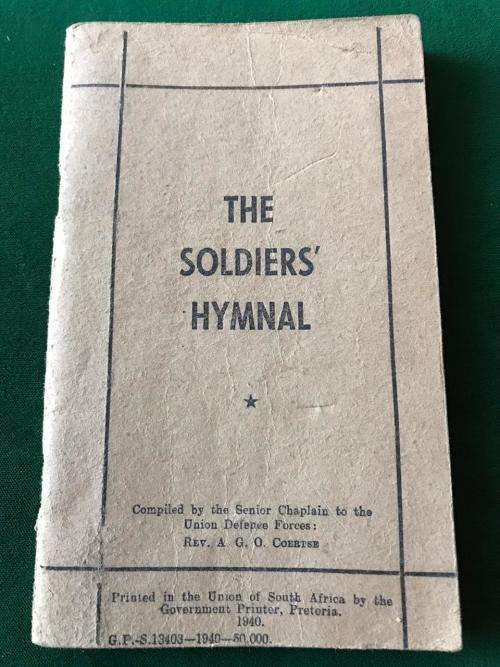 THE
SOLDIERS'
HYMNAL
★
Compiled by the Senior Chaplain to the
Union Defence Forces:
REV. A. G. O. COERTSE
Printed in the Union of South Africa by the
Government Printer, Pretoria.
1940.
G.P.-S.13403—1940—50,000.